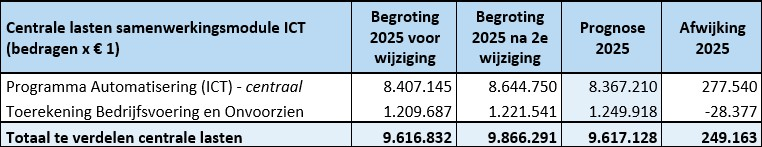 Centrale lasten samenwerkingsmodule ICT (bedragen x € 1) | Begroting 2025 voor wijziging | Begroting 2025 na 2e wijziging | Prognose 2025 | Afwijking 2025
Programma Automatisering (ICT) - centraal 8.407.145 8.644.750 8.367.210 277.540
Toerekening Bedrijfsvoering en Onvoorzien 1.209.687 1.221.541 1.249.918 -28.377
Totaal te verdelen centrale lasten 9.616.832 9.866.291 9.617.128 249.163